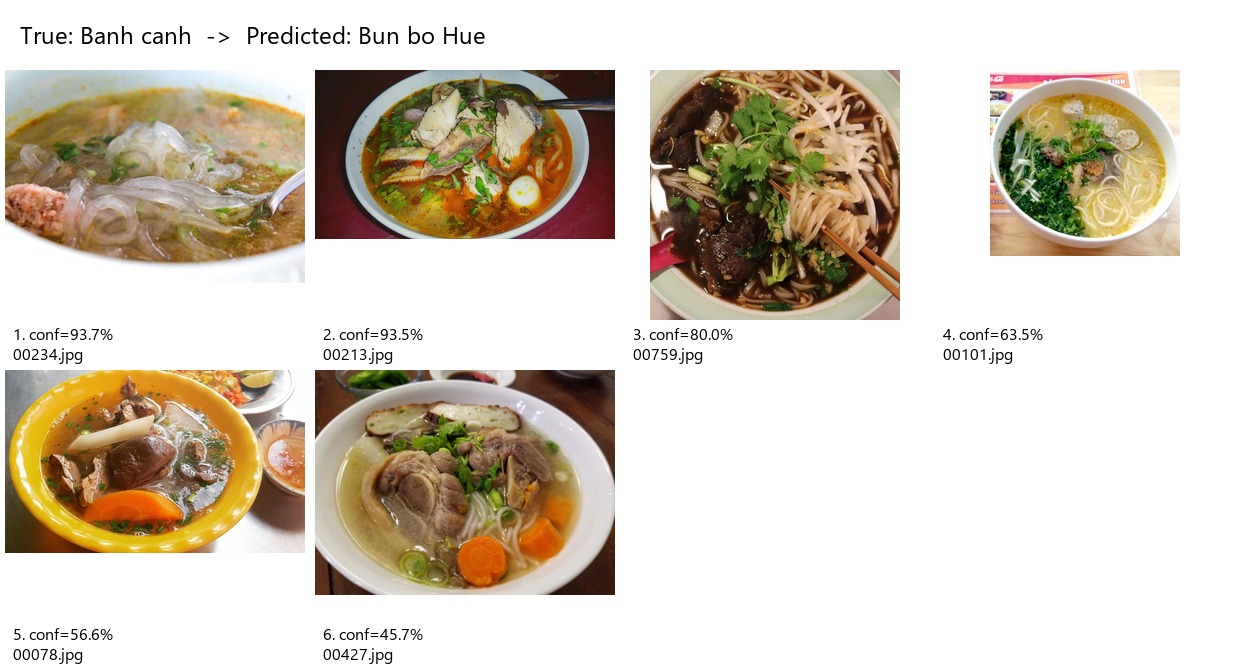 True: Banh canh -> Predicted: Bun bo Hue
1. conf=93.7%
00234.jpg
2. conf=93.5%
00213.jpg
3. conf=80.0%
00759.jpg
4. conf=63.5%
00101.jpg
5. conf=56.6%
00078.jpg
6. conf=45.7%
00427.jpg